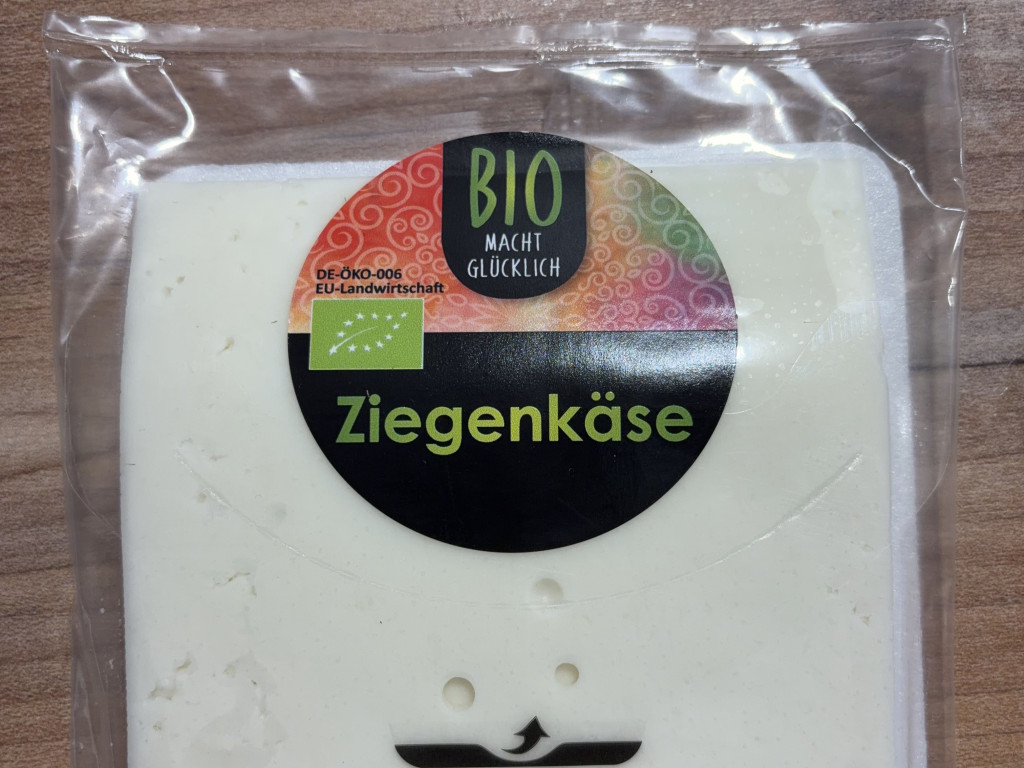 BIO
MACHT
GLÜCKLICH
DE-ÖKO-006
EU-Landwirtschaft
Ziegenkäse